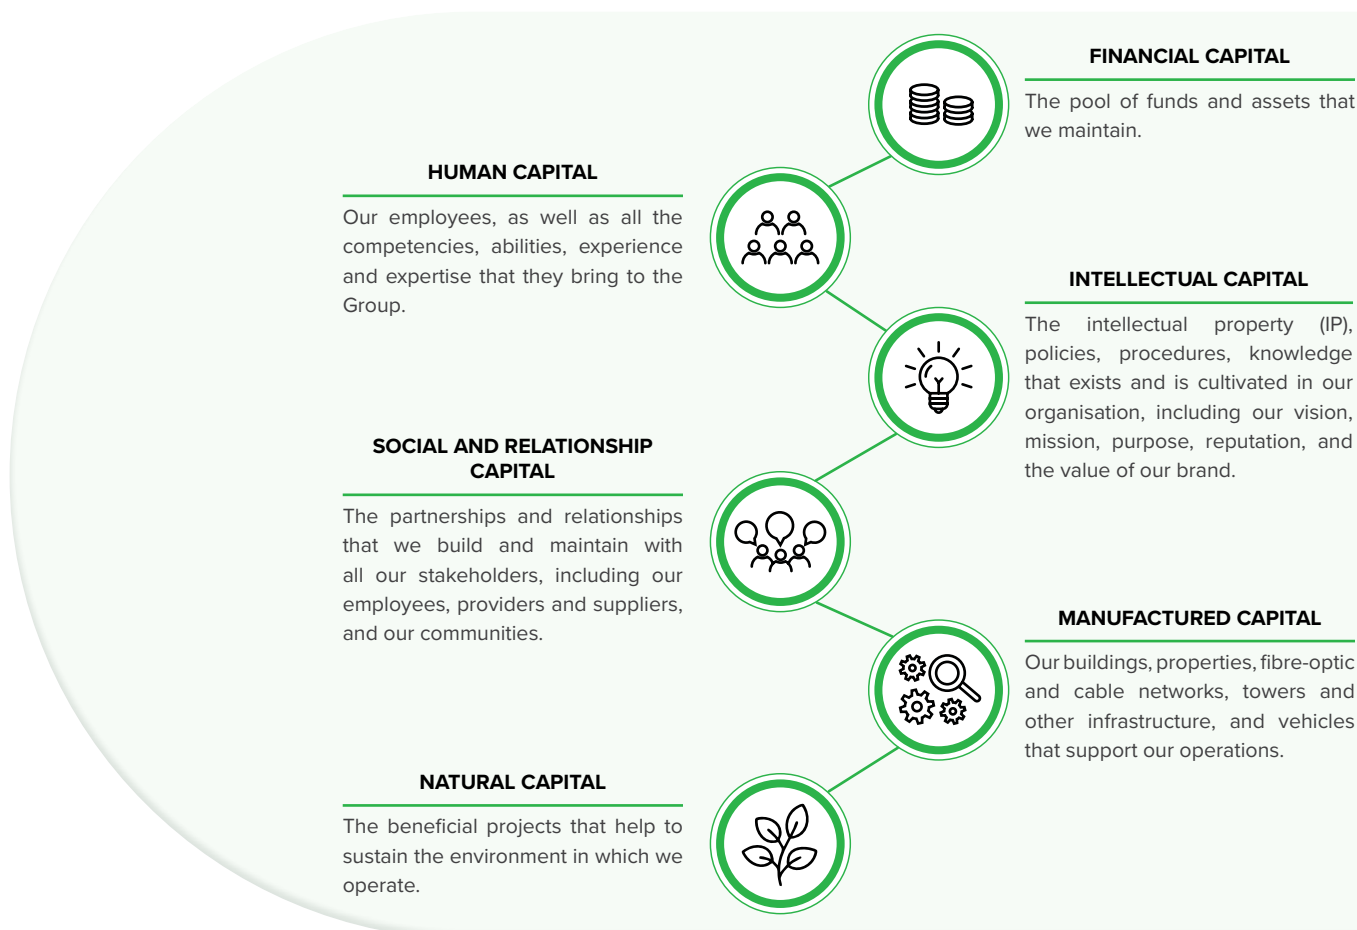 FINANCIAL CAPITAL
The pool of funds and assets that
we maintain.
HUMAN CAPITAL
Our employees, as well as all the
competencies, abilities, experience
and expertise that they bring to the
Group.
INTELLECTUAL CAPITAL
The intellectual property (IP),
policies, procedures, knowledge
that exists and is cultivated in our
organisation, including our vision,
mission, purpose, reputation, and
the value of our brand.
SOCIAL AND RELATIONSHIP
CAPITAL
The partnerships and relationships
that we build and maintain with
all our stakeholders, including our
employees, providers and suppliers,
and our communities.
MANUFACTURED CAPITAL
Our buildings, properties, fibre-optic
and cable networks, towers and
other infrastructure, and vehicles
that support our operations.
NATURAL CAPITAL
The beneficial projects that help to
sustain the environment in which we
operate.